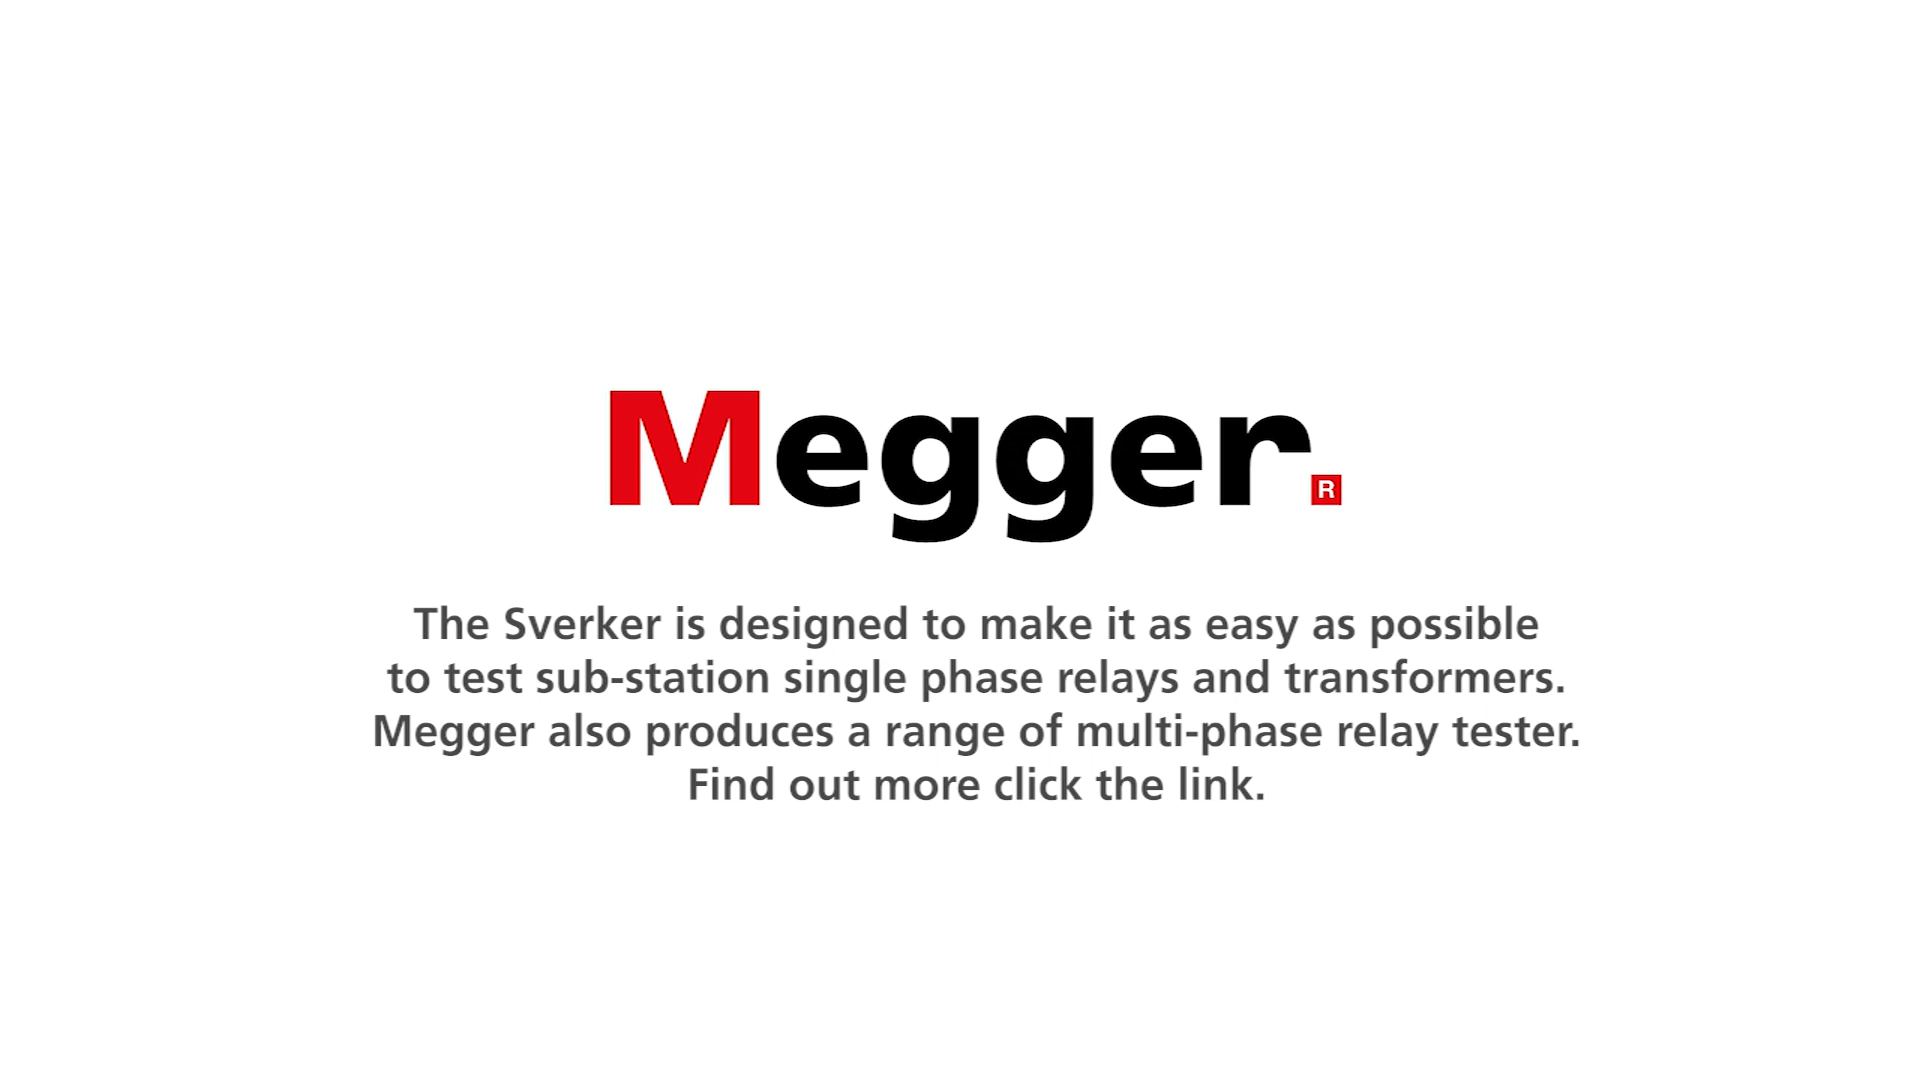 Megger.
R
The Sverker is designed to make it as easy as possible
to test sub-station single phase relays and transformers.
Megger also produces a range of multi-phase relay tester.
Find out more click the link.